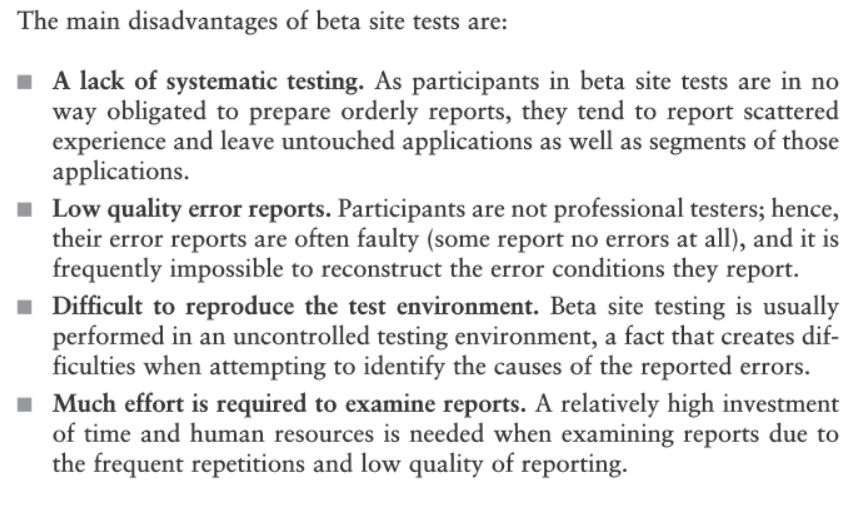 The main disadvantages of beta site tests are:
■ A lack of systematic testing. As participants in beta site tests are in no
way obligated to prepare orderly reports, they tend to report scattered
experience and leave untouched applications as well as segments of those
applications.
■ Low quality error reports. Participants are not professional testers; hence,
their error reports are often faulty (some report no errors at all), and it is
frequently impossible to reconstruct the error conditions they report.
■ Difficult to reproduce the test environment. Beta site testing is usually
performed in an uncontrolled testing environment, a fact that creates dif-
ficulties when attempting to identify the causes of the reported errors.
■ Much effort is required to examine reports. A relatively high investment
of time and human resources is needed when examining reports due to
the frequent repetitions and low quality of reporting.